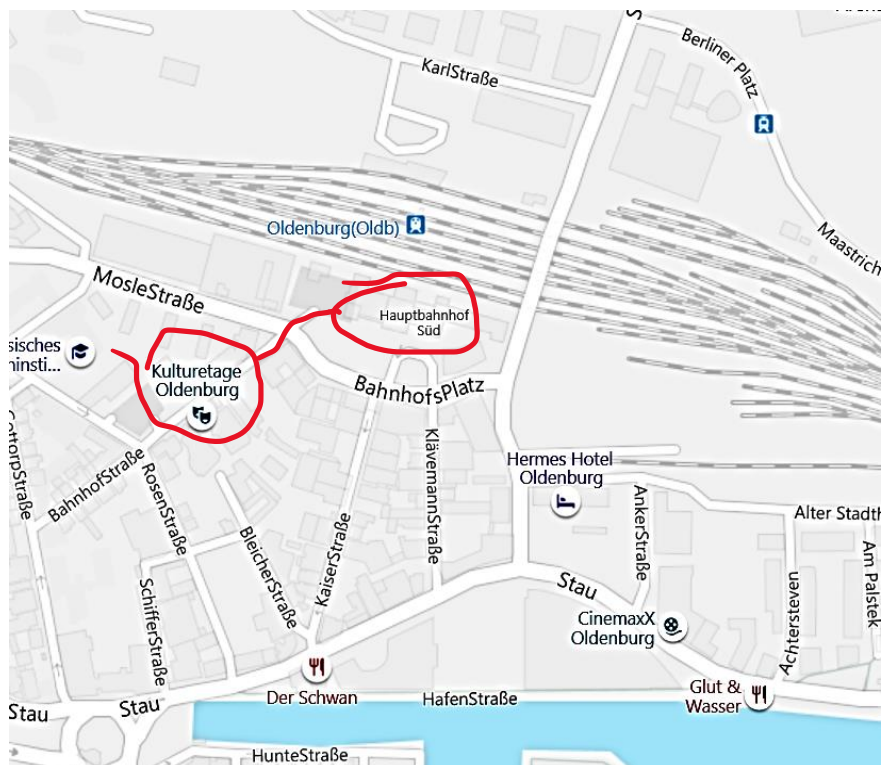 Berliner Platz
KarlStraße
Maastrich
Oldenburg(Oldb)
MosleStraße
Hauptbahnhof
Süd
sisches
ninsti...
Kulturetage
Oldenburg
BahnhofsPlatz
GottorpStraße
BahnhofStraße
RosenStraße
KlävemannStraße
Hermes Hotel
Oldenburg
AnkerStraße
Alter Stadth
BleicherStraße
KaiserStraße
SchifferStraße
Stau
Am Palstek
Achtersteven
CinemaxX
Oldenburg
Der Schwan
HafenStraße
Glut &
Wasser
Stau
Stau
HunteStraße